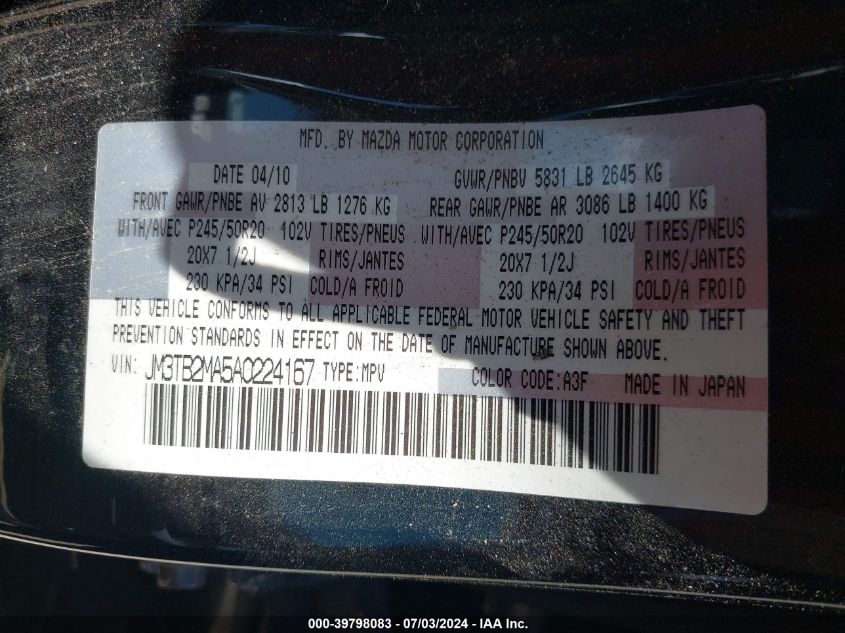 MFD. BY MAZDA MOTOR CORPORATION
DATE 04/10 GVWR/PNBV 5831 LB 2645 KG
FRONT GAWR/PNBE AV 2813 LB 1276 KG REAR GAWR/PNBE AR 3086 LB 1400 KG
WITH/AVEC P245/50R20 102V TIRES/PNEUS WITH/AVEC P245/50R20 102V TIRES/PNEUS
20X7 1/2J RIMS/JANTES 20X7 1/2J RIMS/JANTES
230 KPA/34 PSI COLD/A FROID 230 KPA/34 PSI COLD/A FROID
THIS VEHICLE CONFORMS TO ALL APPLICABLE FEDERAL MOTOR VEHICLE SAFETY AND THEFT
PREVENTION STANDARDS IN EFFECT ON THE DATE OF MANUFACTURE SHOWN ABOVE.
VIN: JM3TB2MA5A0224167 TYPE: MPV COLOR CODE: A3F MADE IN JAPAN
000-39798083 - 07/03/2024 - IAA Inc.